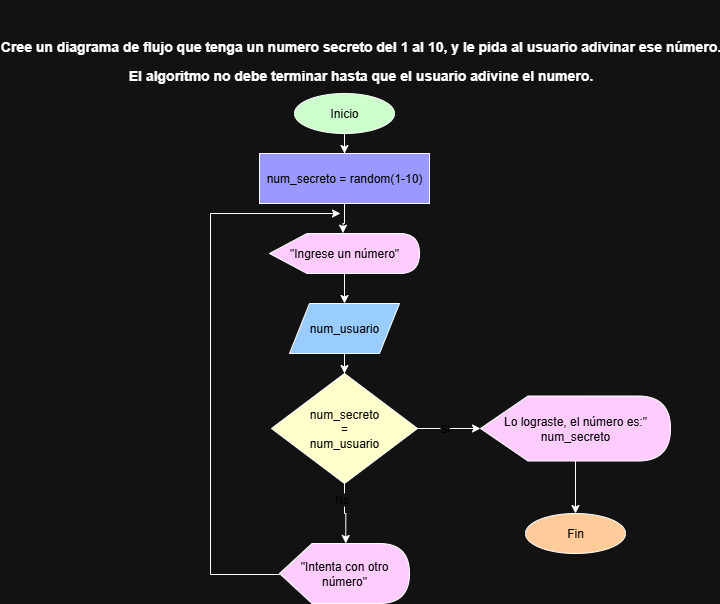 Cree un diagrama de flujo que tenga un numero secreto del 1 al 10, y le pida al usuario adivinar ese número.
El algoritmo no debe terminar hasta que el usuario adivine el numero.
Inicio
num_secreto = random(1-10)
"Ingrese un número"
num_usuario
num_secreto
=
num_usuario
Si
Lo lograste, el número es:"
num_secreto
Fin
No
"Intenta con otro
número"